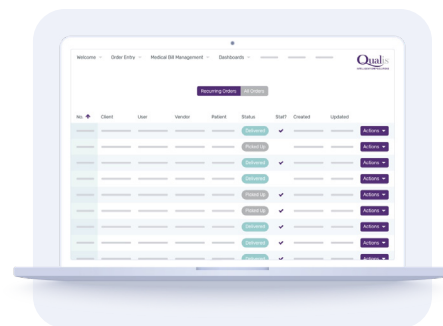 Welcome Order Entry Medical Bill Management Dashboards
Qualis
Recurring Orders All Orders
No. Client User Vendor Patient Status Staff Created Updated
Delivered Actions
Picked Up Actions
Delivered Actions
Delivered Actions
Picked Up Actions
Picked Up Actions
Delivered Actions
Delivered Actions
Delivered Actions